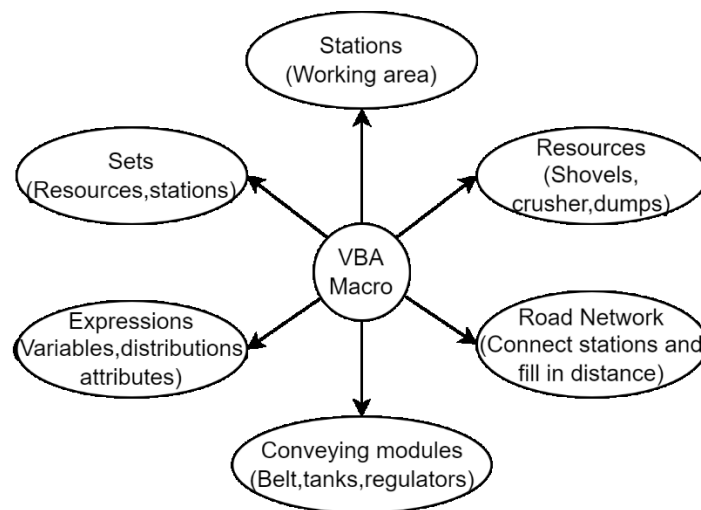 Stations
(Working area)
Sets
(Resources,stations)
Resources
(Shovels,
crusher,dumps)
VBA
Macro
Expressions
(Variables,distributions
attributes)
Road Network
(Connect stations and
fill in distance)
Conveying modules
(Belt,tanks,regulators)